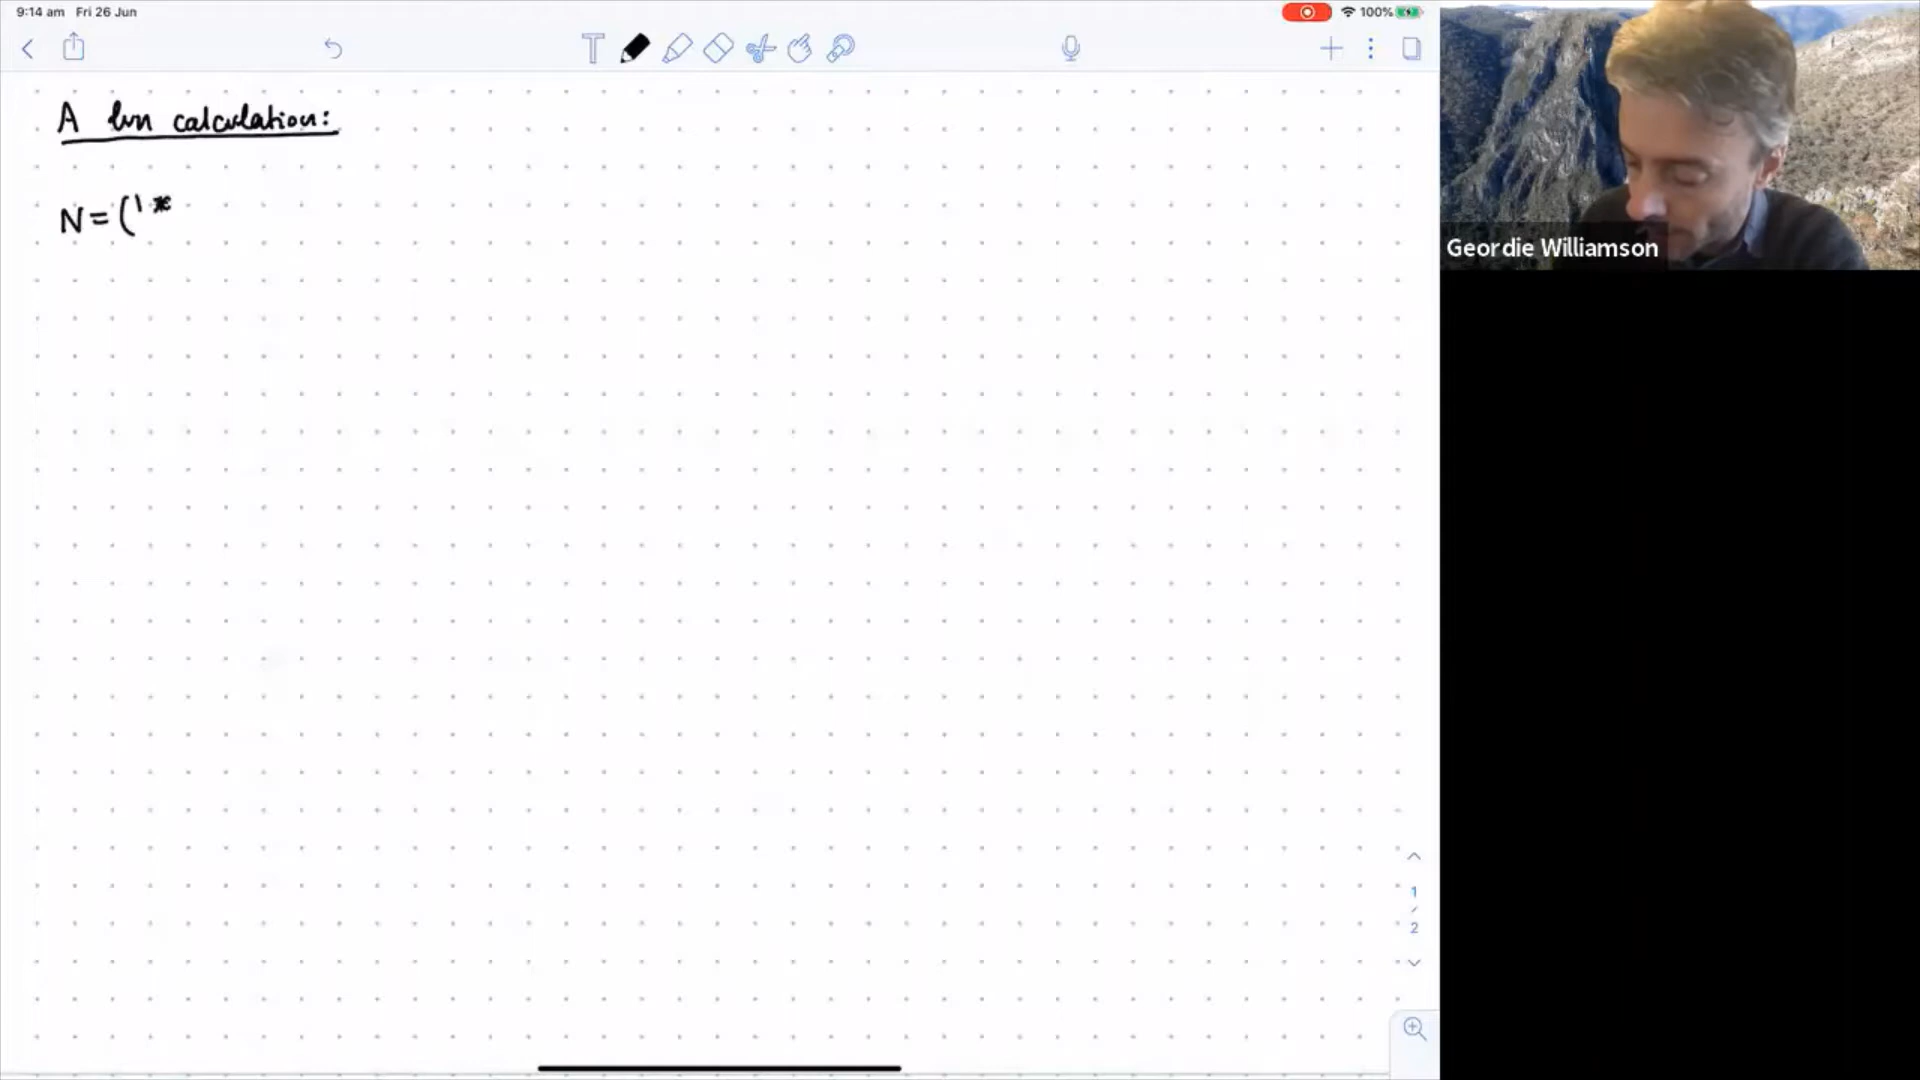 9:14 am Fri 26 Jun
100%
A fun calculation:
N = ( 1 *
Geordie Williamson
1
/
2